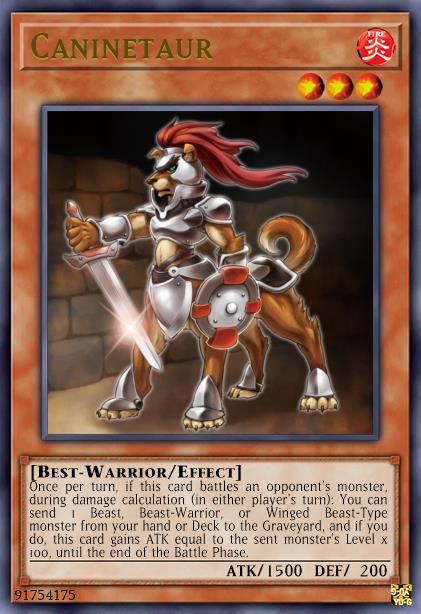 CANINETAUR
FIRE
炎
[BEST-WARRIOR/EFFECT]
Once per turn, if this card battles an opponent's monster,
during damage calculation (in either player's turn): You can
send 1 Beast, Beast-Warrior, or Winged Beast-Type
monster from your hand or Deck to the Graveyard, and if you
do, this card gains ATK equal to the sent monster's Level x
100, until the end of the Battle Phase.
ATK/1500 DEF/ 200
91754175